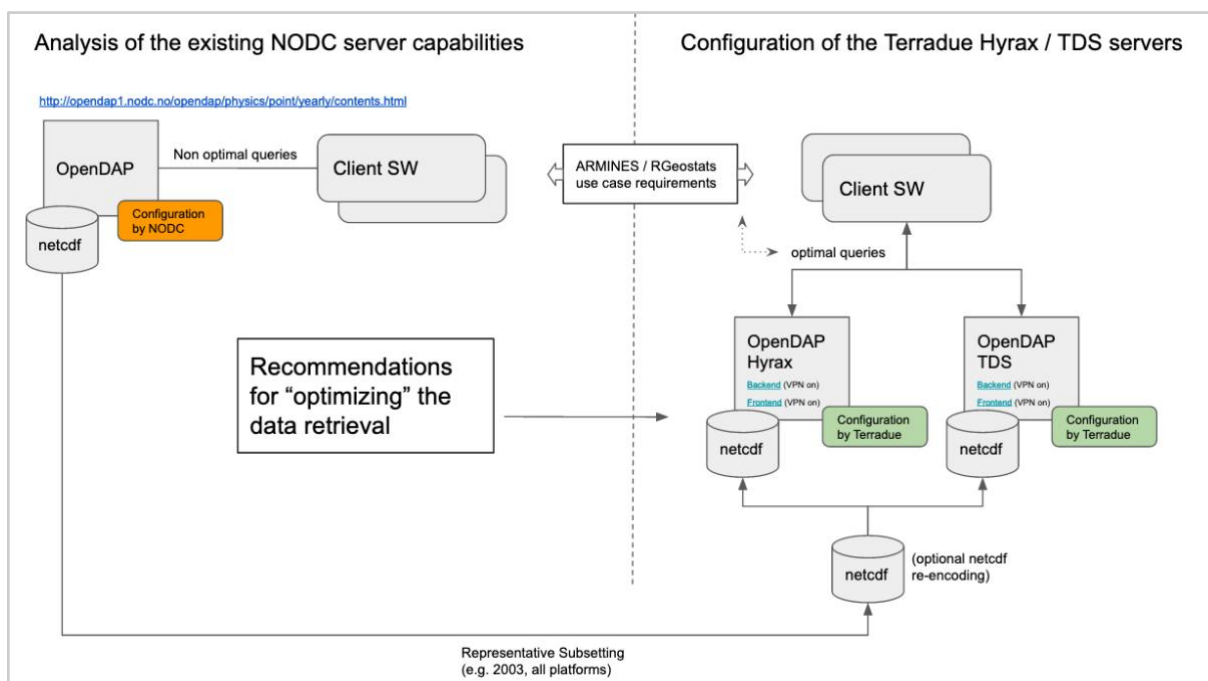 Analysis of the existing NODC server capabilities
http://opendap1.nodc.no/opendap/physics/point/yearly/contents.html
OpenDAP
Non optimal queries
Client SW
Configuration
by NODC
netcdf
ARMINES / RGeostats
use case requirements
Configuration of the Terradue Hyrax / TDS servers
Client SW
optimal queries
Recommendations
for “optimizing” the
data retrieval
OpenDAP
Hyrax
Backend (VPN on)
Frontend (VPN on)
Configuration
by Terradue
netcdf
OpenDAP
TDS
Backend (VPN on)
Frontend (VPN on)
Configuration
by Terradue
netcdf
netcdf
(optional netcdf
re-encoding)
Representative Subsetting
(e.g. 2003, all platforms)